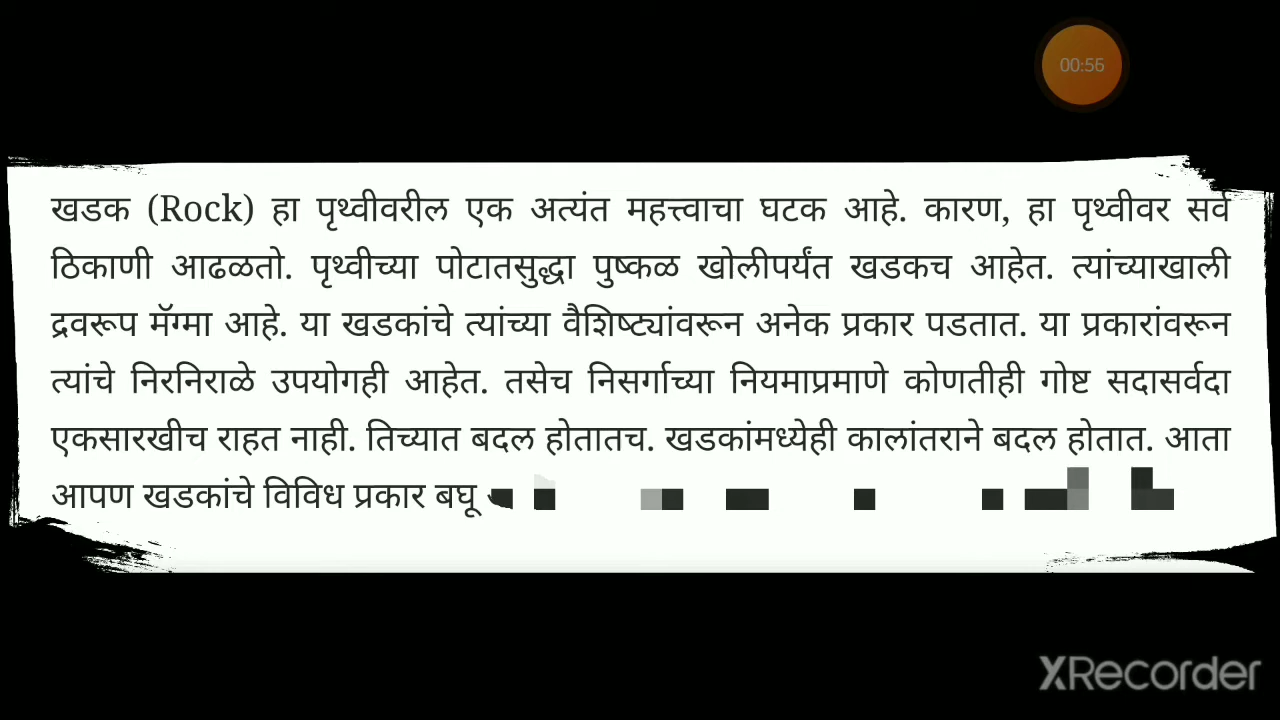 00:55
खडक (Rock) हा पृथ्वीवरील एक अत्यंत महत्त्वाचा घटक आहे. कारण, हा पृथ्वीवर सर्व
ठिकाणी आढळतो. पृथ्वीच्या पोटातसुद्धा पुष्कळ खोलीपर्यंत खडकच आहेत. त्यांच्याखाली
द्रवरूप मॅग्मा आहे. या खडकांचे त्यांच्या वैशिष्ट्यांवरून अनेक प्रकार पडतात. या प्रकारांवरून
त्यांचे निरनिराळे उपयोगही आहेत. तसेच निसर्गाच्या नियमाप्रमाणे कोणतीही गोष्ट सदासर्वदा
एकसारखीच राहत नाही. तिच्यात बदल होतातच. खडकांमध्येही कालांतराने बदल होतात. आता
आपण खडकांचे विविध प्रकार बघू
XRecorder